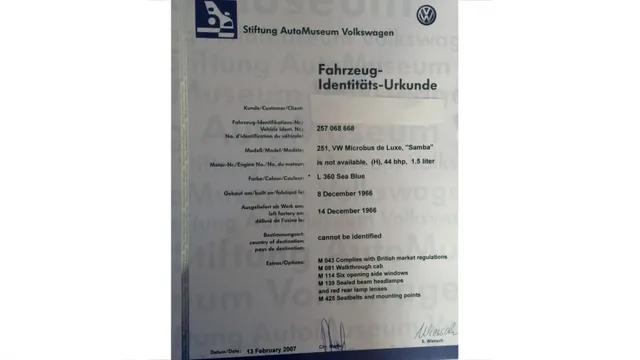 Stiftung AutoMuseum Volkswagen
Fahrzeug-
Identitäts-Urkunde
Kunde/Customer/Client:
Fahrzeug-Identifikations-Nr.:
Vehicle Ident. No.:
No. d'identification du véhicule:
257 068 668
Modell/Model/Modèle:
251, VW Microbus de Luxe, "Samba"
Motor-Nr./Engine No./No. du moteur:
is not available, (H), 44 bhp, 1.5 liter
Farbe/Colour/Couleur:
L 360 Sea Blue
Gebaut am/built on/fabriqué le:
8 December 1966
Ausgeliefert ab Werk am:
left factory on:
délivré de l'usine le:
14 December 1966
Bestimmungsort:
country of destination:
pays de destination:
cannot be identified
Extras/Options:
M 043 Complies with British market regulations
M 091 Walkthrough cab
M 114 Six opening side windows
M 139 Sealed beam headlamps
and red rear lamp lenses
M 425 Seatbelts and mounting points
Datum/Date: 13 February 2007